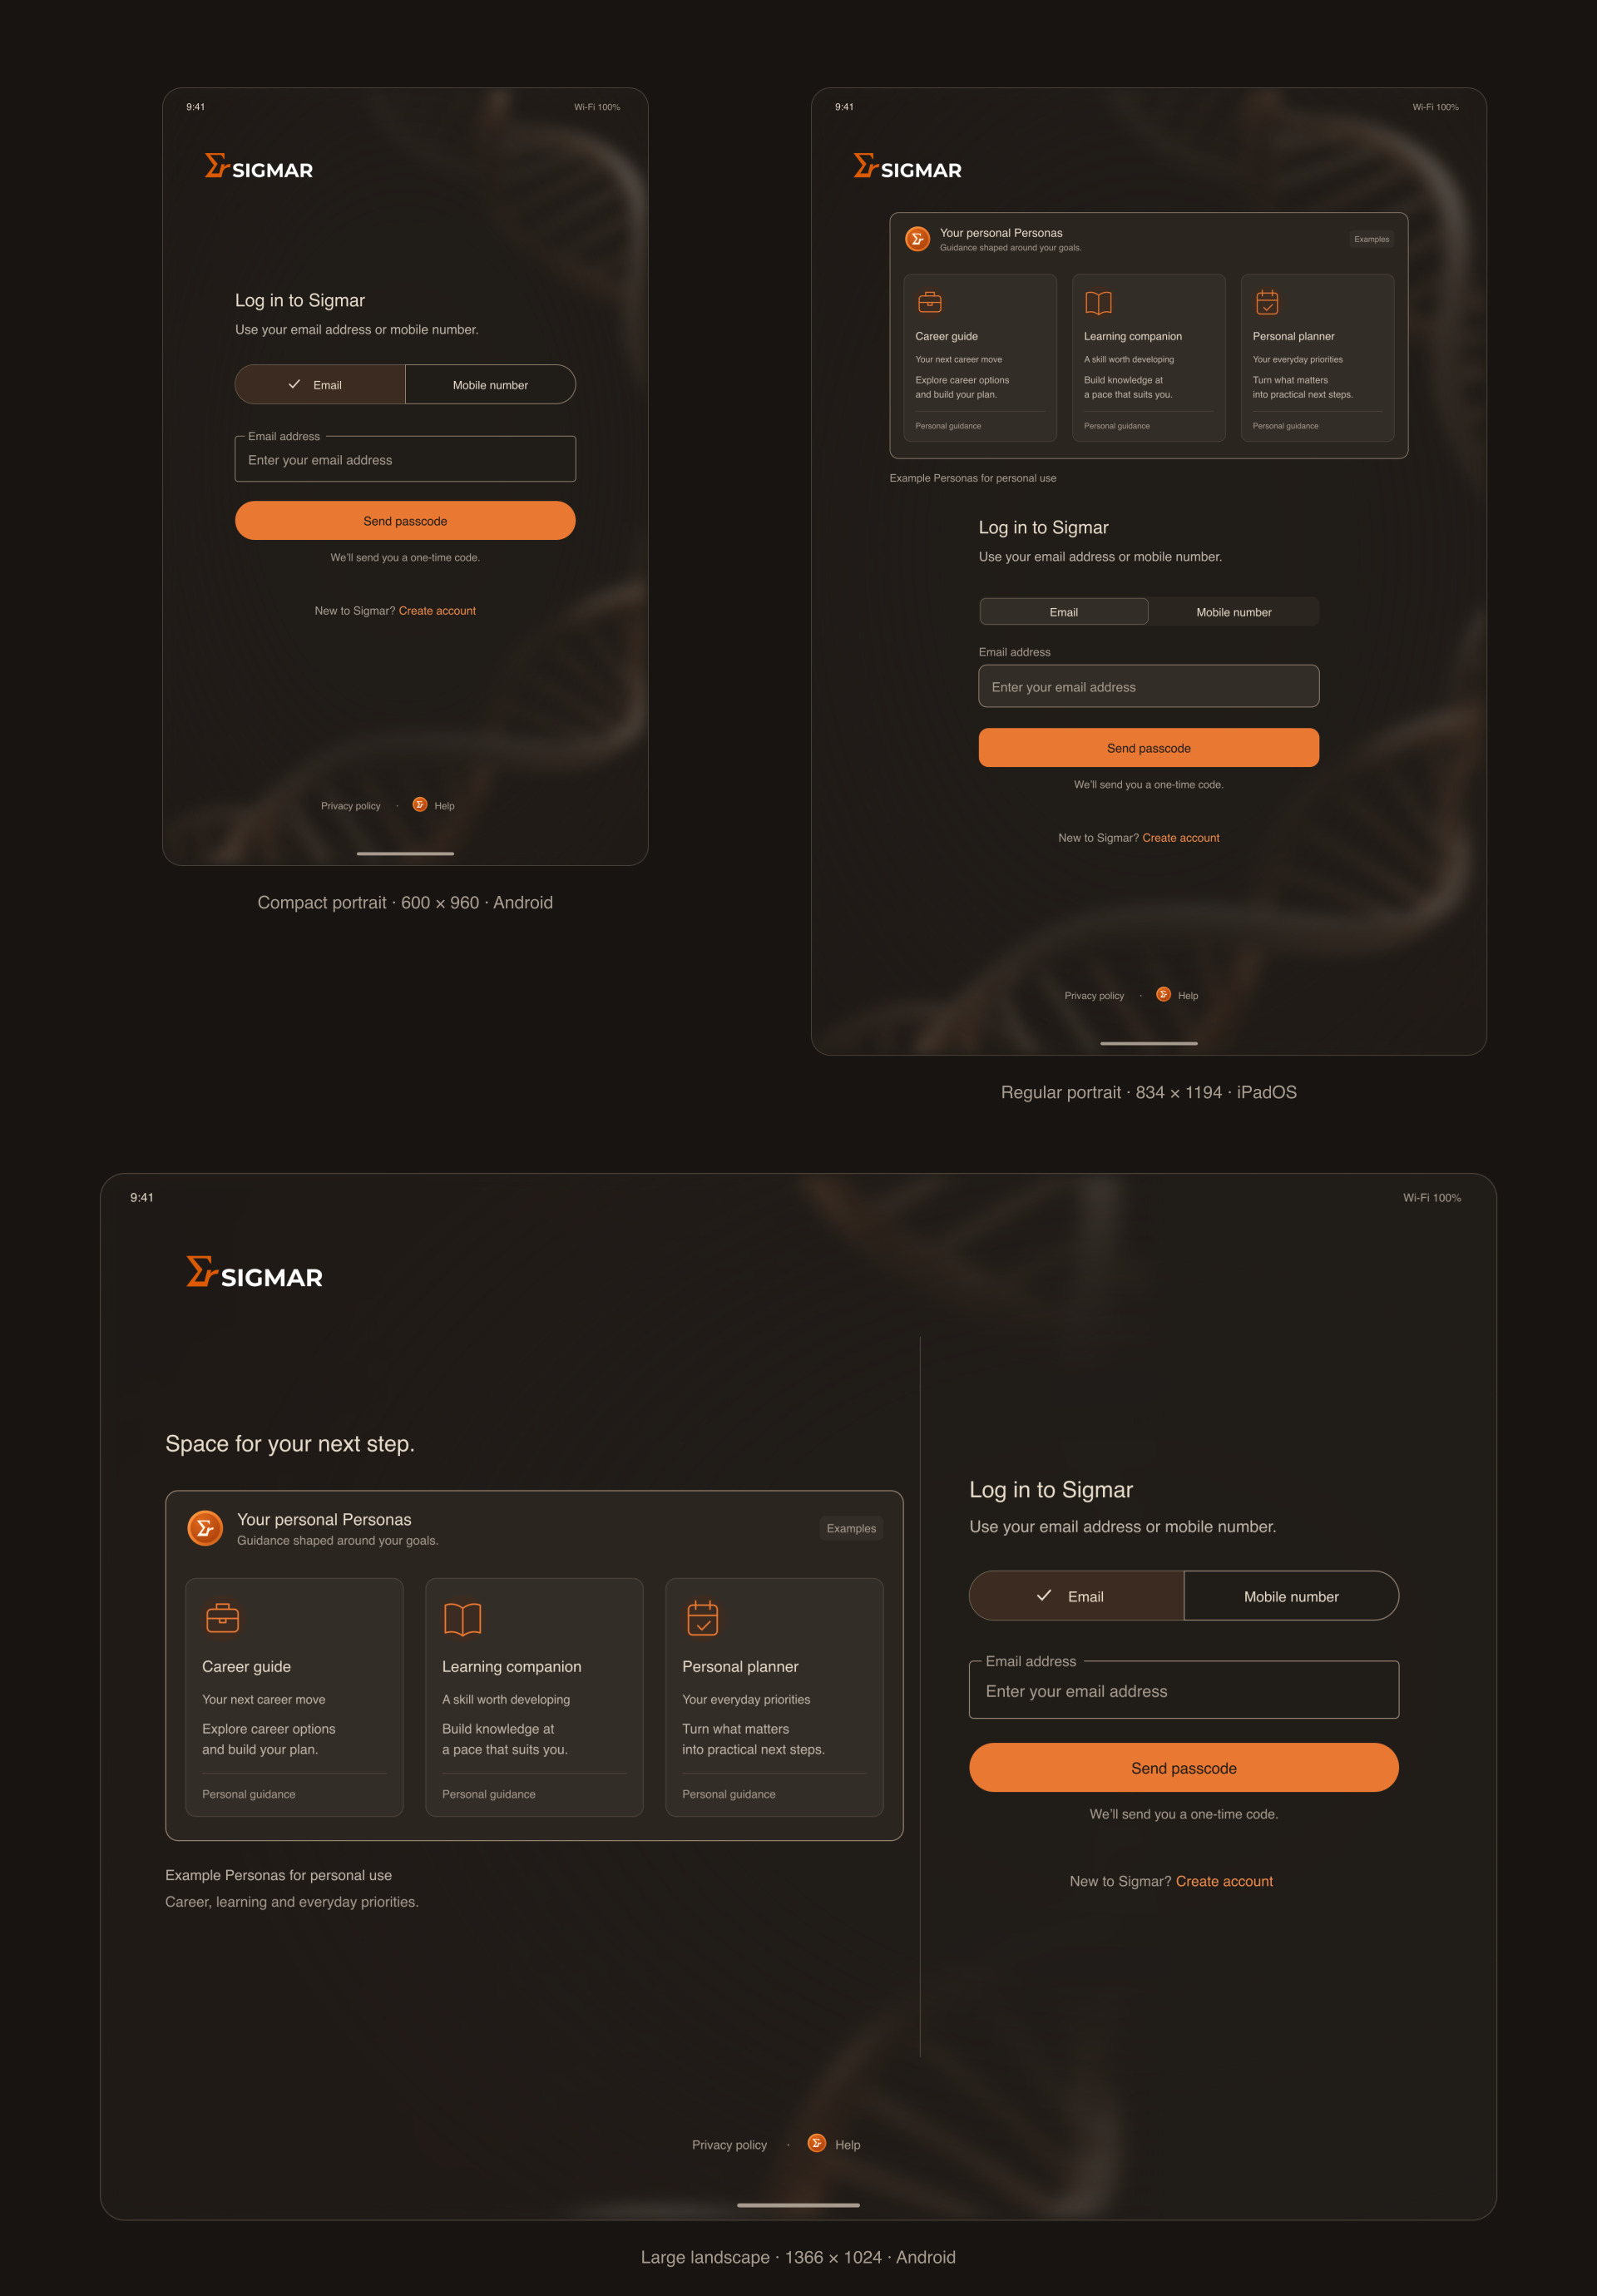 9:41
Wi-Fi 100%
Σr SIGMAR
Log in to Sigmar
Use your email address or mobile number.
Email
Mobile number
Email address
Enter your email address
Send passcode
We'll send you a one-time code.
New to Sigmar? Create account
Privacy policy · Σr Help
Compact portrait · 600 × 960 · Android
9:41
Wi-Fi 100%
Σr SIGMAR
Σr
Your personal Personas
Guidance shaped around your goals.
Examples
Career guide
Your next career move
Explore career options
and build your plan.
Personal guidance
Learning companion
A skill worth developing
Build knowledge at
a pace that suits you.
Personal guidance
Personal planner
Your everyday priorities
Turn what matters
into practical next steps.
Personal guidance
Example Personas for personal use
Log in to Sigmar
Use your email address or mobile number.
Email
Mobile number
Email address
Enter your email address
Send passcode
We'll send you a one-time code.
New to Sigmar? Create account
Privacy policy · Σr Help
Regular portrait · 834 × 1194 · iPadOS
9:41
Wi-Fi 100%
Σr SIGMAR
Space for your next step.
Σr
Your personal Personas
Guidance shaped around your goals.
Examples
Career guide
Your next career move
Explore career options
and build your plan.
Personal guidance
Learning companion
A skill worth developing
Build knowledge at
a pace that suits you.
Personal guidance
Personal planner
Your everyday priorities
Turn what matters
into practical next steps.
Personal guidance
Example Personas for personal use
Career, learning and everyday priorities.
Log in to Sigmar
Use your email address or mobile number.
Email
Mobile number
Email address
Enter your email address
Send passcode
We'll send you a one-time code.
New to Sigmar? Create account
Privacy policy · Σr Help
Large landscape · 1366 × 1024 · Android